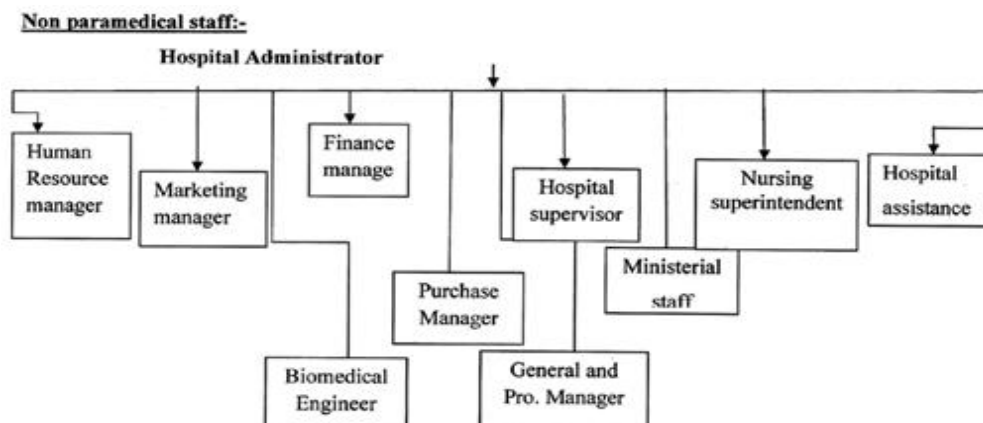 Non paramedical staff:-
Hospital Administrator
Human
Resource
manager
Marketing
manager
Finance
manage
Hospital
supervisor
Nursing
superintendent
Hospital
assistance
Purchase
Manager
Ministerial
staff
Biomedical
Engineer
General and
Pro. Manager